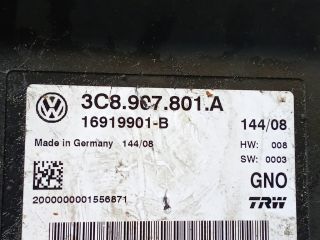 3C8.907.801.A
16919901-B 144/08
Made in Germany 144/08 HW: 008
SW: 0003
GNO
2000000001556871 TRW